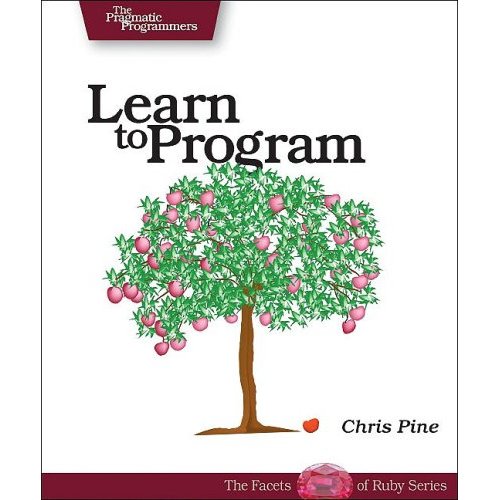 The
Pragmatic
Programmers
Learn
to Program
Chris Pine
The Facets of Ruby Series